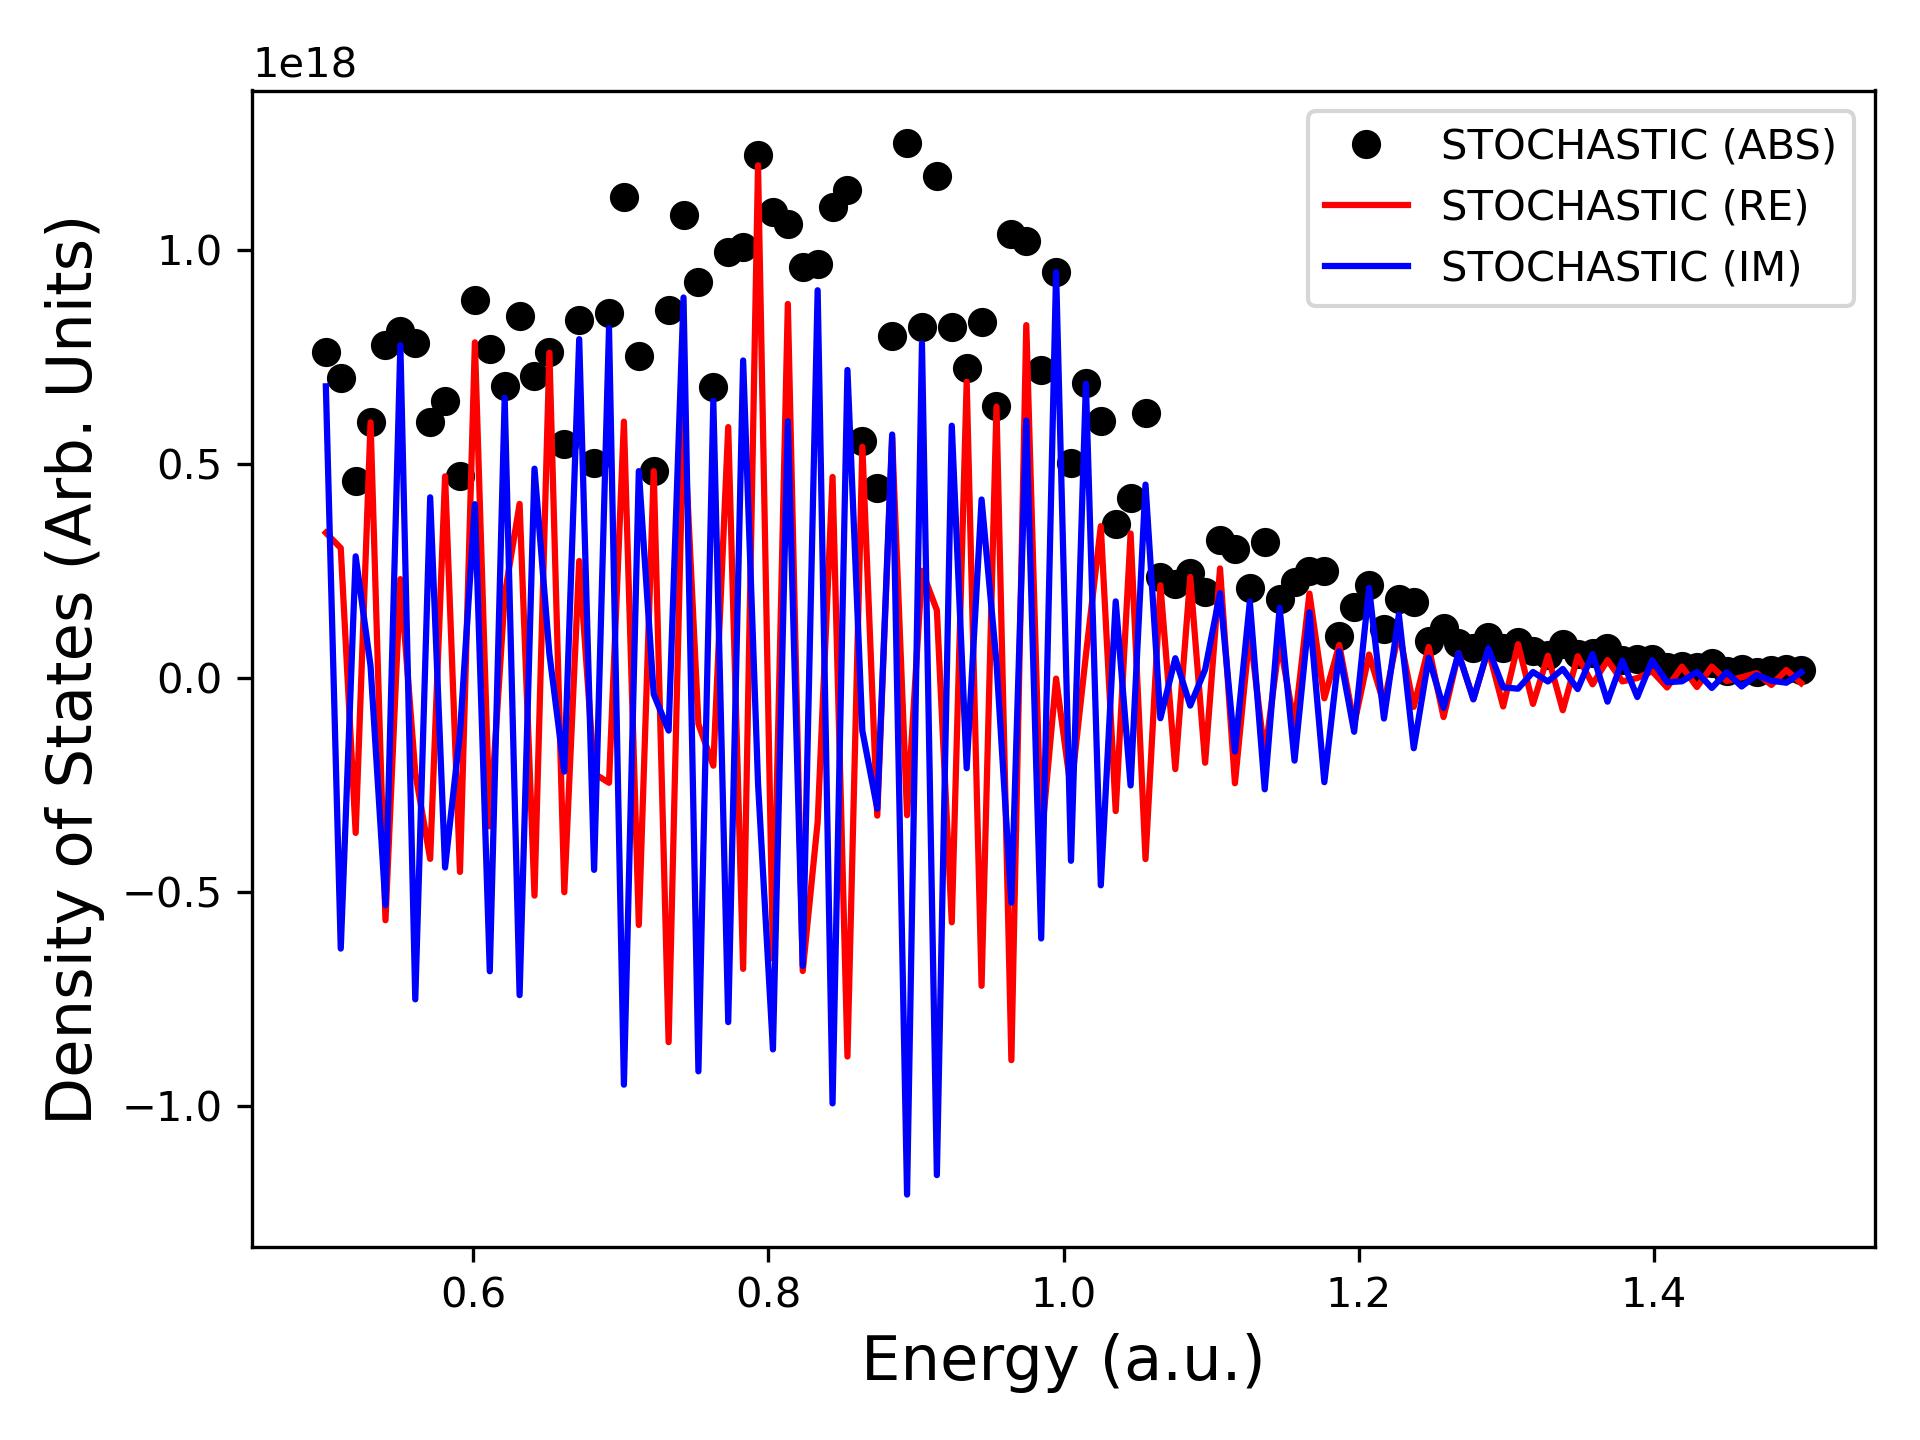 1e18
STOCHASTIC (ABS)
STOCHASTIC (RE)
STOCHASTIC (IM)
Density of States (Arb. Units)
1.0
0.5
0.0
−0.5
−1.0
0.6 0.8 1.0 1.2 1.4
Energy (a.u.)